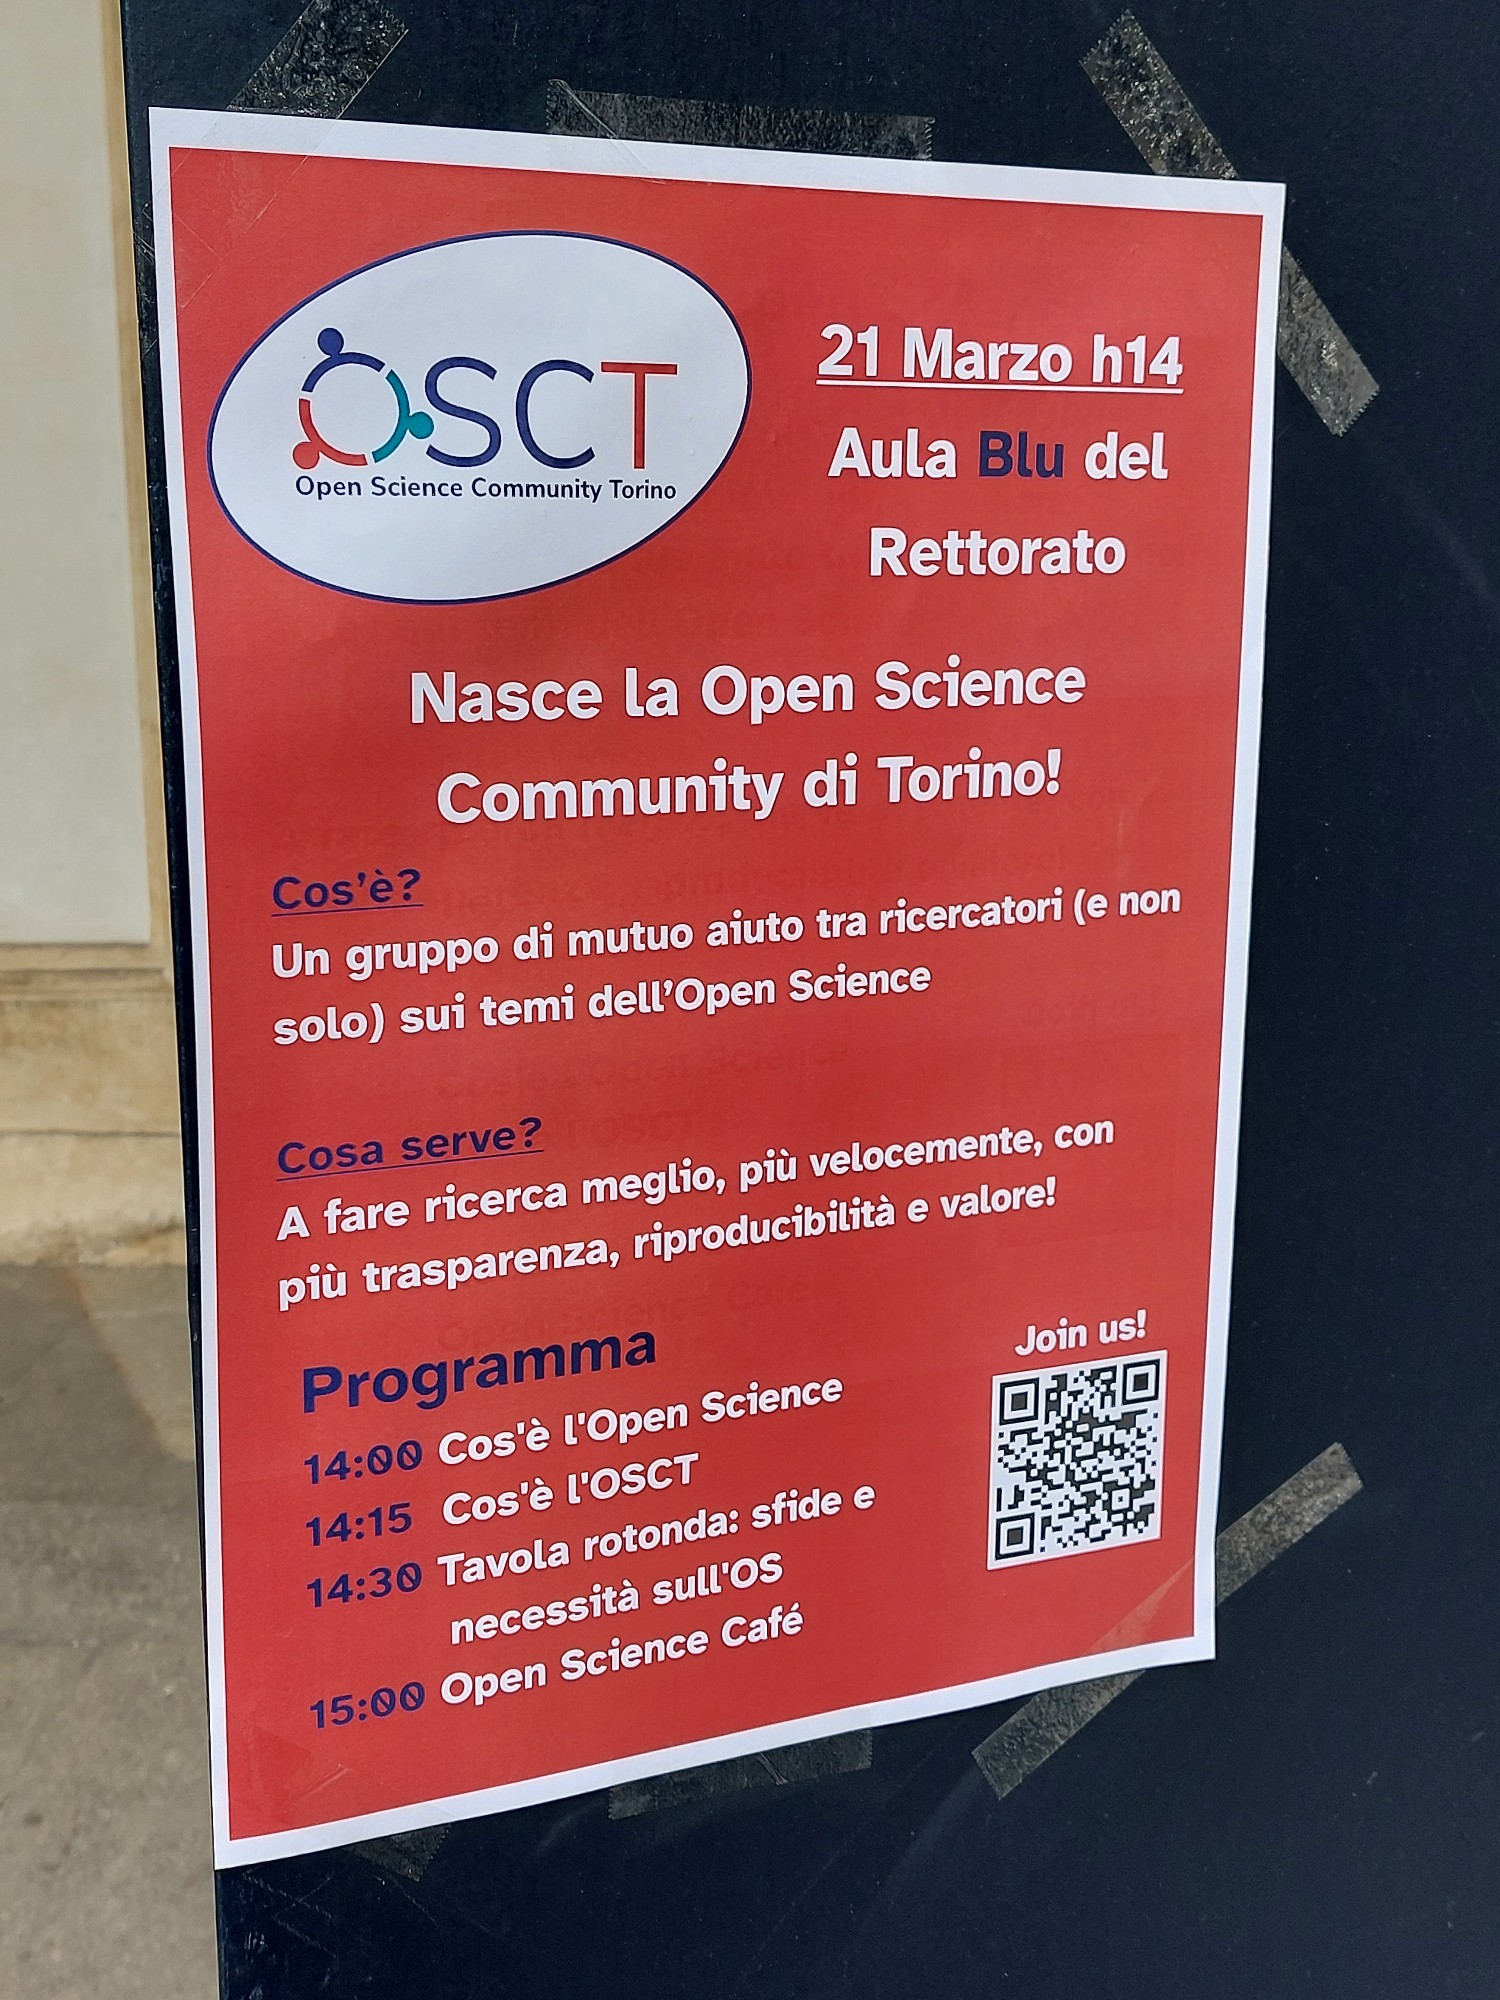 OSCT
Open Science Community Torino
21 Marzo h14
Aula Blu del
Rettorato
Nasce la Open Science
Community di Torino!
Cos'è?
Un gruppo di mutuo aiuto tra ricercatori (e non
solo) sui temi dell'Open Science
Cosa serve?
A fare ricerca meglio, più velocemente, con
più trasparenza, riproducibilità e valore!
Programma
14:00 Cos'è l'Open Science
14:15 Cos'è l'OSCT
14:30 Tavola rotonda: sfide e
necessità sull'OS
15:00 Open Science Café
Join us!